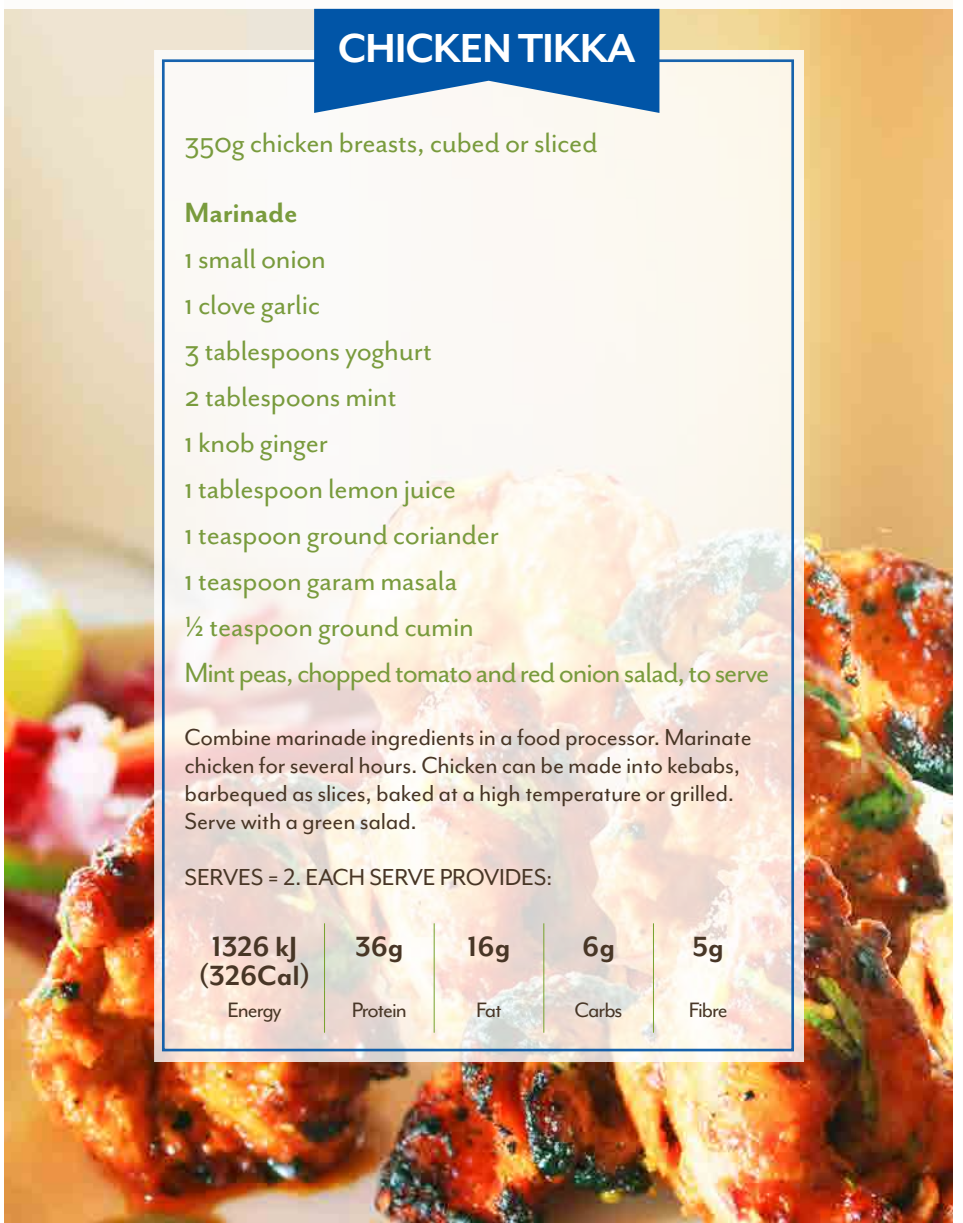 CHICKEN TIKKA
350g chicken breasts, cubed or sliced
Marinade
1 small onion
1 clove garlic
3 tablespoons yoghurt
2 tablespoons mint
1 knob ginger
1 tablespoon lemon juice
1 teaspoon ground coriander
1 teaspoon garam masala
½ teaspoon ground cumin
Mint peas, chopped tomato and red onion salad, to serve
Combine marinade ingredients in a food processor. Marinate
chicken for several hours. Chicken can be made into kebabs,
barbequed as slices, baked at a high temperature or grilled.
Serve with a green salad.
SERVES = 2. EACH SERVE PROVIDES:
1326 kJ
(326Cal)
Energy
36g
Protein
16g
Fat
6g
Carbs
5g
Fibre